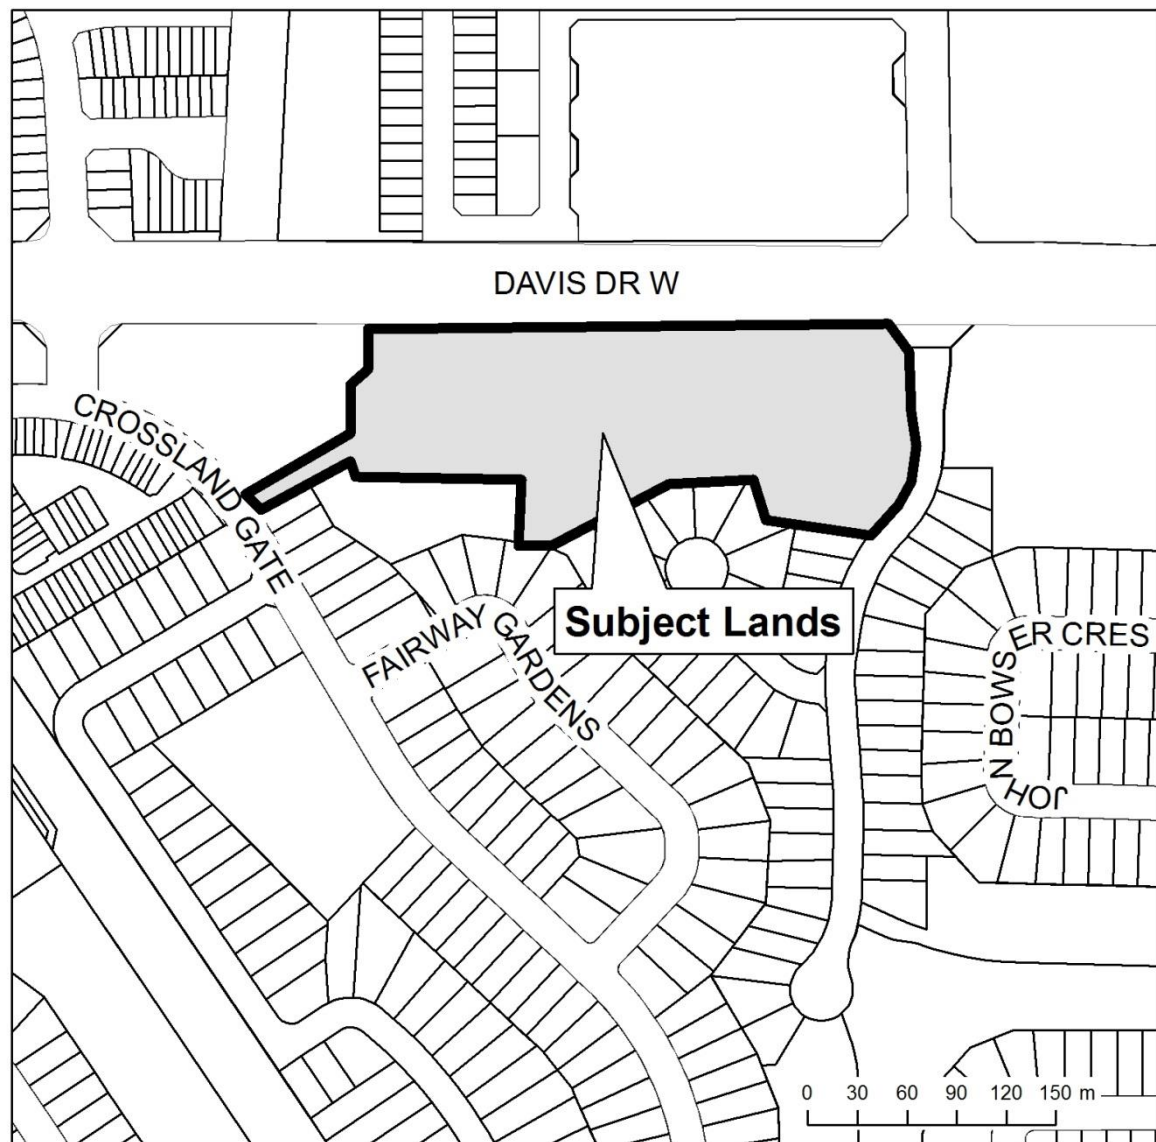 DAVIS DR W
CROSSLAND GATE
FAIRWAY GARDENS
Subject Lands
JOHN BOWSER CRES
0 30 60 90 120 150 m